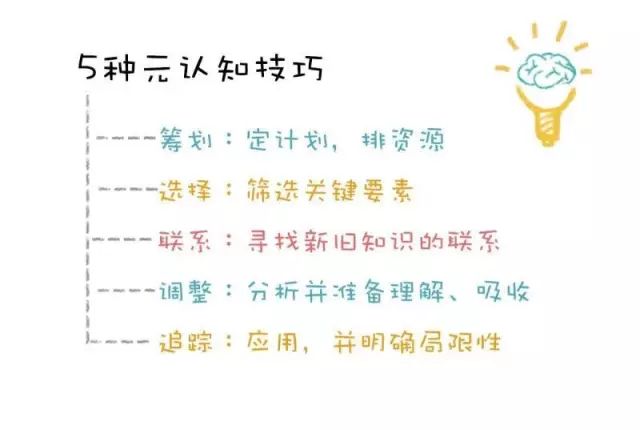 5种元认知技巧
筹划：定计划，排资源
选择：筛选关键要素
联系：寻找新旧知识的联系
调整：分析并准备理解、吸收
追踪：应用，并明确局限性